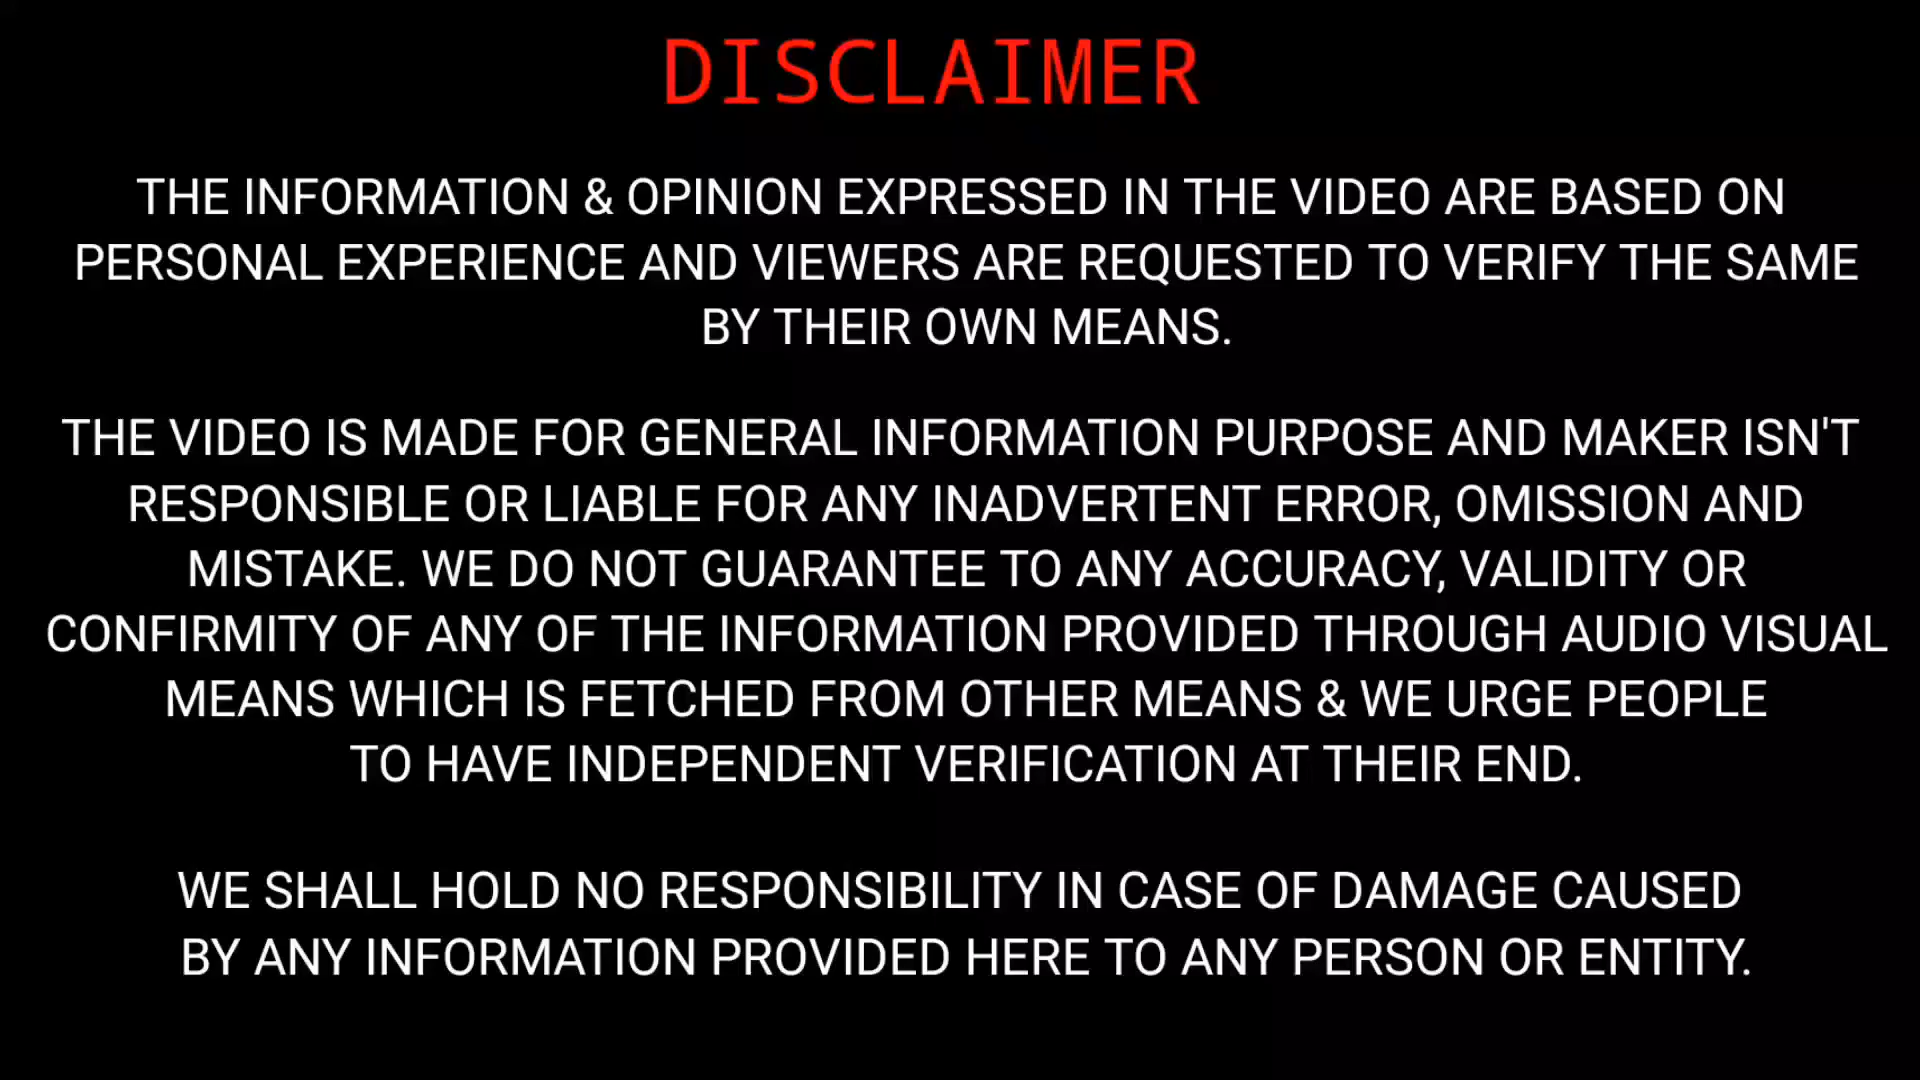 DISCLAIMER
THE INFORMATION & OPINION EXPRESSED IN THE VIDEO ARE BASED ON
PERSONAL EXPERIENCE AND VIEWERS ARE REQUESTED TO VERIFY THE SAME
BY THEIR OWN MEANS.
THE VIDEO IS MADE FOR GENERAL INFORMATION PURPOSE AND MAKER ISN'T
RESPONSIBLE OR LIABLE FOR ANY INADVERTENT ERROR, OMISSION AND
MISTAKE. WE DO NOT GUARANTEE TO ANY ACCURACY, VALIDITY OR
CONFIRMITY OF ANY OF THE INFORMATION PROVIDED THROUGH AUDIO VISUAL
MEANS WHICH IS FETCHED FROM OTHER MEANS & WE URGE PEOPLE
TO HAVE INDEPENDENT VERIFICATION AT THEIR END.
WE SHALL HOLD NO RESPONSIBILITY IN CASE OF DAMAGE CAUSED
BY ANY INFORMATION PROVIDED HERE TO ANY PERSON OR ENTITY.